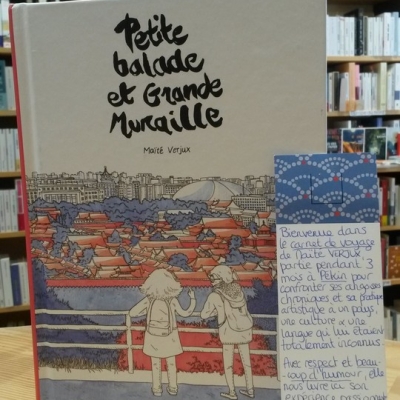 Petite
balade
et Grande
Muraille
Maïté Verjux
Bienvenue dans
le carnet de voyage
de Maïté VERJUX
partie pendant 3
mois à Pékin pour
confronter ses
chroniques et sa pratique
artistique à un pays,
une culture & une
langue qui lui étaient
totalement inconnus.
Avec respect et beau-
coup d'humour, elle
nous livre ici son
expérience